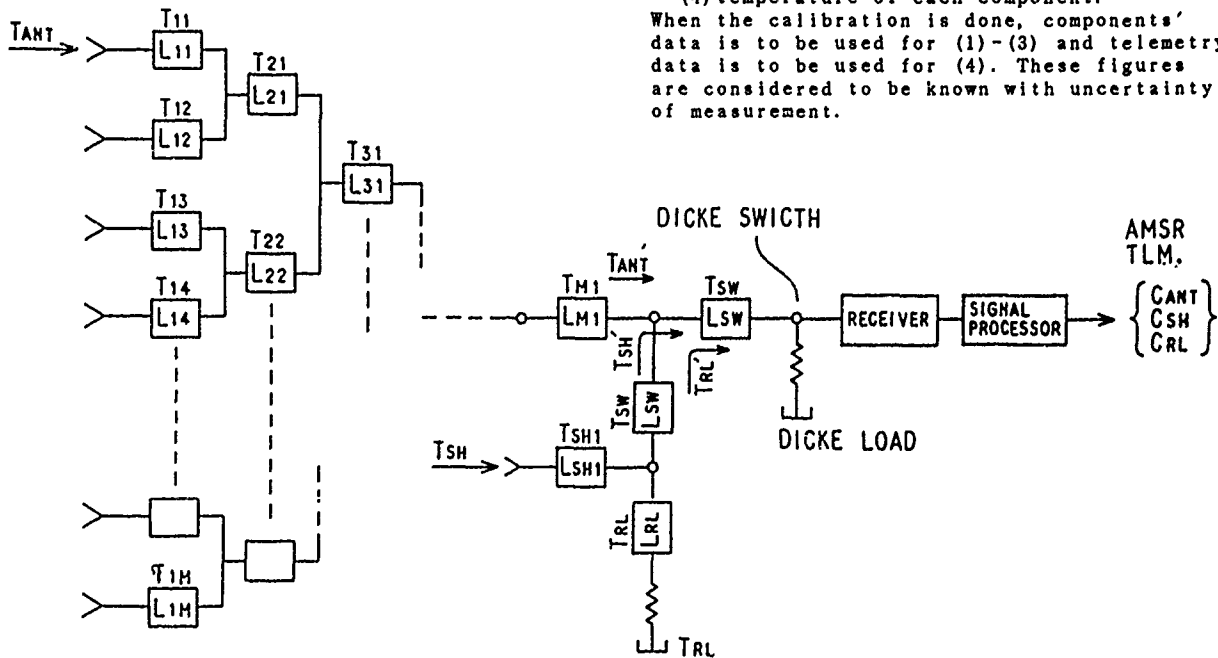 (4)temperature of each component.
When the calibration is done, components'
data is to be used for (1)-(3) and telemetry
data is to be used for (4). These figures
are considered to be known with uncertainty
of measurement.
TANT
T11
L11
T12
L12
T21
L21
T13
L13
T14
L14
T22
L22
T31
L31
T1M
L1M
TM1
LM1
TANT'
TSW
LSW
DICKE SWICTH
TSH'
TRL'
TSW
LSW
TSH
TSH1
LSH1
TRL
LRL
TRL
DICKE LOAD
RECEIVER
SIGNAL
PROCESSOR
AMSR
TLM.
CANT
CSH
CRL